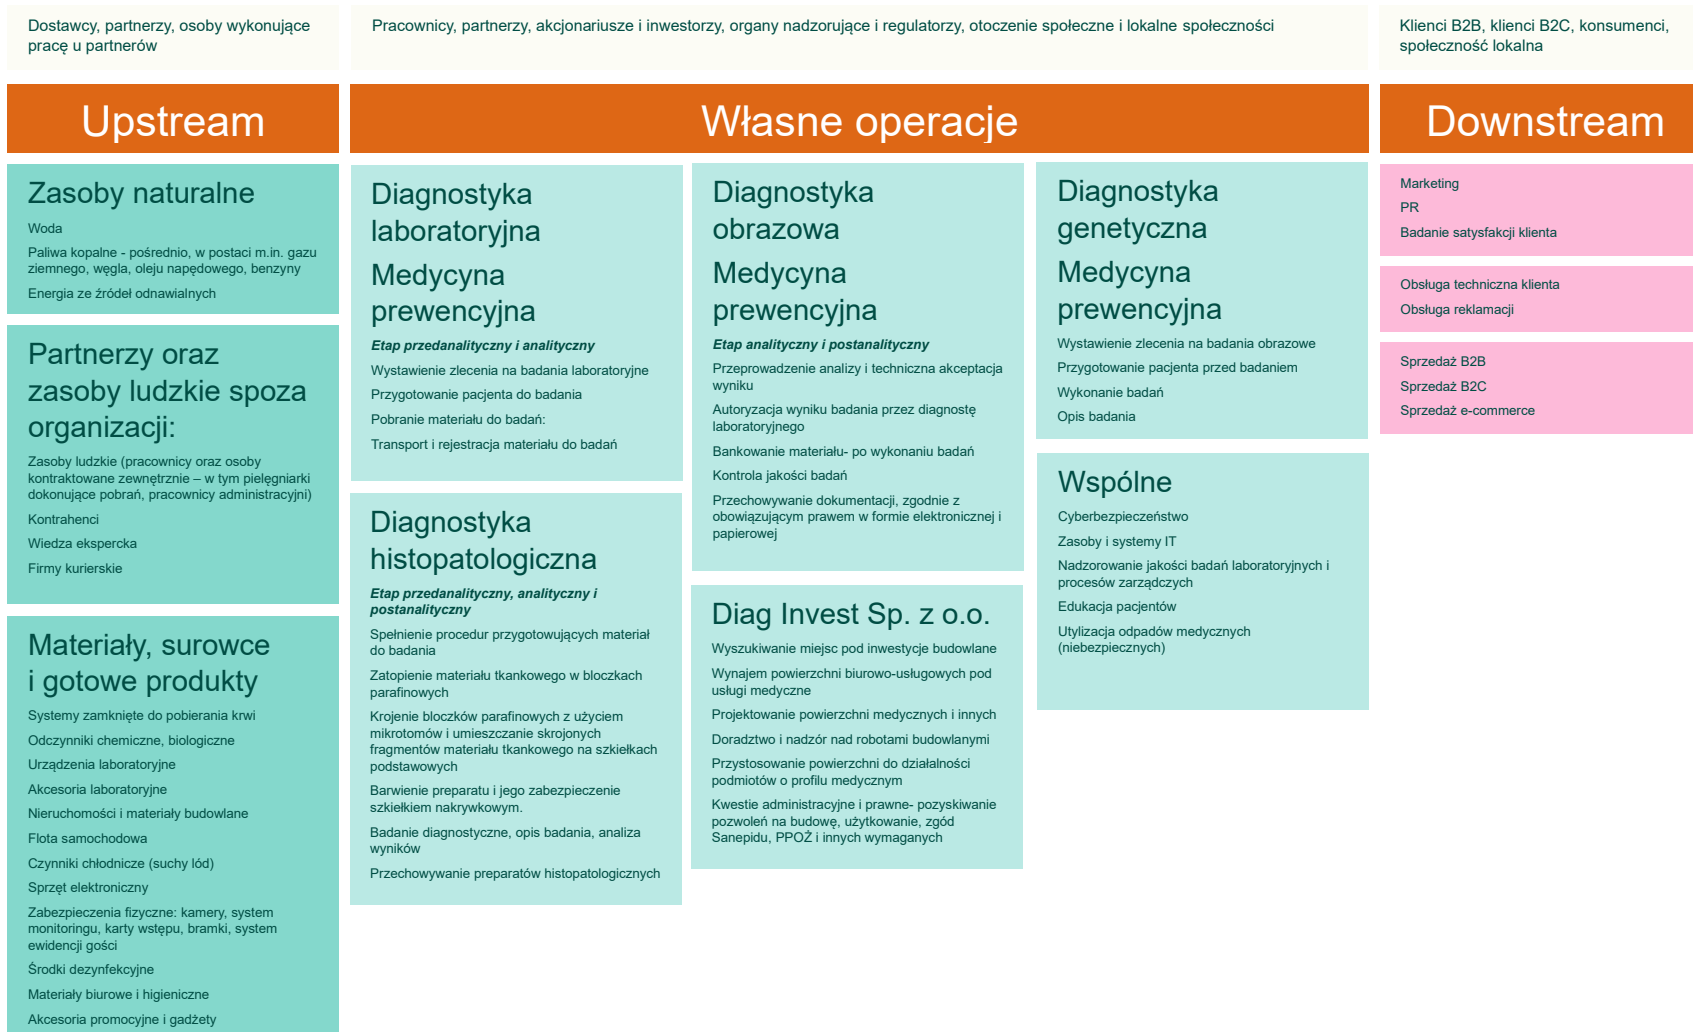 Dostawcy, partnerzy, osoby wykonujące
pracę u partnerów
Pracownicy, partnerzy, akcjonariusze i inwestorzy, organy nadzorujące i regulatorzy, otoczenie społeczne i lokalne społeczności
Klienci B2B, klienci B2C, konsumenci,
społeczność lokalna
Upstream
Własne operacje
Downstream
Zasoby naturalne
Woda
Paliwa kopalne - pośrednio, w postaci m.in. gazu
ziemnego, węgla, oleju napędowego, benzyny
Energia ze źródeł odnawialnych
Partnerzy oraz
zasoby ludzkie spoza
organizacji:
Zasoby ludzkie (pracownicy oraz osoby
kontraktowane zewnętrznie – w tym pielęgniarki
dokonujące pobrań, pracownicy administracyjni)
Kontrahenci
Wiedza ekspercka
Firmy kurierskie
Materiały, surowce
i gotowe produkty
Systemy zamknięte do pobierania krwi
Odczynniki chemiczne, biologiczne
Urządzenia laboratoryjne
Akcesoria laboratoryjne
Nieruchomości i materiały budowlane
Flota samochodowa
Czynniki chłodnicze (suchy lód)
Sprzęt elektroniczny
Zabezpieczenia fizyczne: kamery, system
monitoringu, karty wstępu, bramki, system
ewidencji gości
Środki dezynfekcyjne
Materiały biurowe i higieniczne
Akcesoria promocyjne i gadżety
Diagnostyka
laboratoryjna
Medycyna
prewencyjna
Etap przedanalityczny i analityczny
Wystawienie zlecenia na badania laboratoryjne
Przygotowanie pacjenta do badania
Pobranie materiału do badań:
Transport i rejestracja materiału do badań
Diagnostyka
histopatologiczna
Etap przedanalityczny, analityczny i
postanalityczny
Spełnienie procedur przygotowujących materiał
do badania
Zatopienie materiału tkankowego w bloczkach
parafinowych
Krojenie bloczków parafinowych z użyciem
mikrotomów i umieszczanie skrojonych
fragmentów materiału tkankowego na szkiełkach
podstawowych
Barwienie preparatu i jego zabezpieczenie
szkiełkiem nakrywkowym.
Badanie diagnostyczne, opis badania, analiza
wyników
Przechowywanie preparatów histopatologicznych
Diagnostyka
obrazowa
Medycyna
prewencyjna
Etap analityczny i postanalityczny
Przeprowadzenie analizy i techniczna akceptacja
wyniku
Autoryzacja wyniku badania przez diagnostę
laboratoryjnego
Bankowanie materiału- po wykonaniu badań
Kontrola jakości badań
Przechowywanie dokumentacji, zgodnie z
obowiązującym prawem w formie elektronicznej i
papierowej
Diag Invest Sp. z o.o.
Wyszukiwanie miejsc pod inwestycje budowlane
Wynajem powierzchni biurowo-usługowych pod
usługi medyczne
Projektowanie powierzchni medycznych i innych
Doradztwo i nadzór nad robotami budowlanymi
Przystosowanie powierzchni do działalności
podmiotów o profilu medycznym
Kwestie administracyjne i prawne- pozyskiwanie
pozwoleń na budowę, użytkowanie, zgód
Sanepidu, PPOŻ i innych wymaganych
Diagnostyka
genetyczna
Medycyna
prewencyjna
Wystawienie zlecenia na badania obrazowe
Przygotowanie pacjenta przed badaniem
Wykonanie badań
Opis badania
Wspólne
Cyberbezpieczeństwo
Zasoby i systemy IT
Nadzorowanie jakości badań laboratoryjnych i
procesów zarządczych
Edukacja pacjentów
Utylizacja odpadów medycznych
(niebezpiecznych)
Marketing
PR
Badanie satysfakcji klienta
Obsługa techniczna klienta
Obsługa reklamacji
Sprzedaż B2B
Sprzedaż B2C
Sprzedaż e-commerce